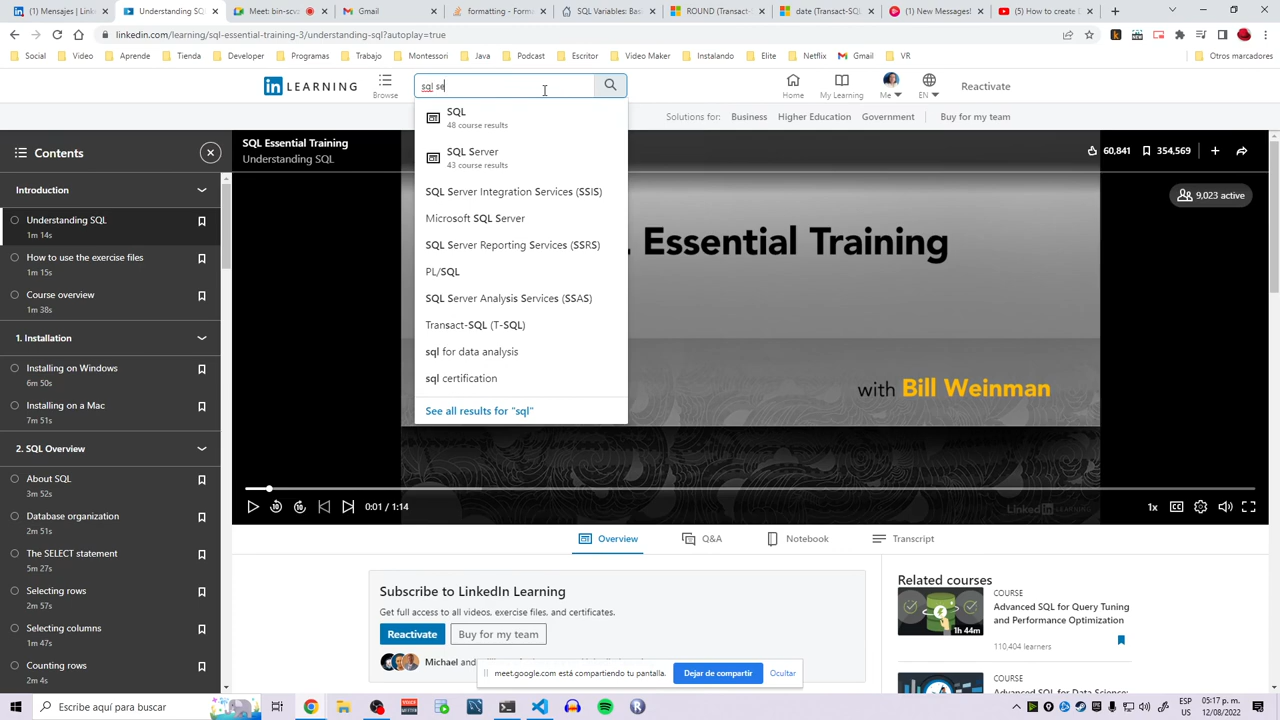 (2) Mensajes | Link
Meet: bin-scva
Gmail
formatting - Form
SQL Variables: Bas
ROUND (Transact-
date (Transact-SQ
(1) New Messages!
(5) How to create
linkedin.com/learning/sql-essential-training-3/understanding-sql?autoplay=true
Social
Video
Aprende
Tienda
Developer
Programas
Trabajo
Montessori
Java
Podcast
Escritor
Video Maker
Instalando
Elite
Netflix
Gmail
VR
Otros marcadores
in LEARNING
Browse
sql se
Home
My Learning
Me
EN
Reactivate
SQL
48 course results
SQL Server
43 course results
SQL Server Integration Services (SSIS)
Microsoft SQL Server
SQL Server Reporting Services (SSRS)
PL/SQL
SQL Server Analysis Services (SSAS)
Transact-SQL (T-SQL)
sql for data analysis
sql certification
See all results for "sql"
Solutions for:
Business
Higher Education
Government
Buy for my team
Contents
SQL Essential Training
Understanding SQL
60,841
354,569
9,023 active
Introduction
Understanding SQL
1m 14s
How to use the exercise files
1m 15s
Course overview
1m 38s
1. Installation
Installing on Windows
6m 50s
Installing on a Mac
7m 51s
2. SQL Overview
About SQL
3m 52s
Database organization
2m 51s
The SELECT statement
5m 27s
Selecting rows
2m 57s
Selecting columns
1m 47s
Counting rows
2m 4s
Essential Training
with Bill Weinman
LinkedIn LEARNING
0:01 / 1:14
1x
CC
Overview
Q&A
Notebook
Transcript
Subscribe to LinkedIn Learning
Get full access to all videos, exercise files, and certificates.
Reactivate
Buy for my team
Michael and
Related courses
COURSE
Advanced SQL for Query Tuning
and Performance Optimization
1h 44m
110,404 learners
COURSE
Advanced SQL for Data Science:
meet.google.com está compartiendo tu pantalla.
Dejar de compartir
Ocultar
Escribe aquí para buscar
ESP
US
05:17 p. m.
12/08/2022